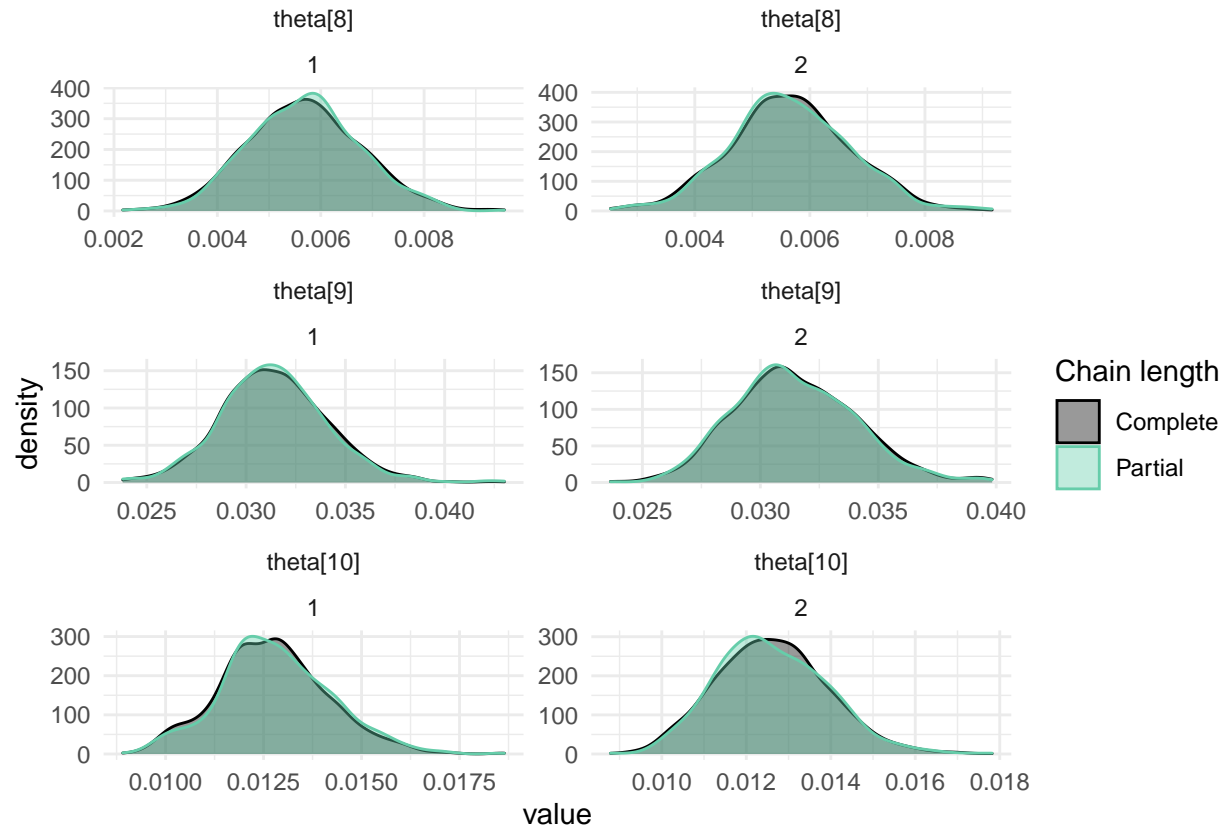 theta[8] theta[8]
1 2
400 400
300 300
200 200
100 100
0 0
0.002 0.004 0.006 0.008 0.004 0.006 0.008
theta[9] theta[9]
1 2
150 150
100 100
50 50
0 0
0.025 0.030 0.035 0.040 0.025 0.030 0.035 0.040
theta[10] theta[10]
1 2
300 300
200 200
100 100
0 0
0.0100 0.0125 0.0150 0.0175 0.010 0.012 0.014 0.016 0.018
value
density
Chain length
Complete
Partial